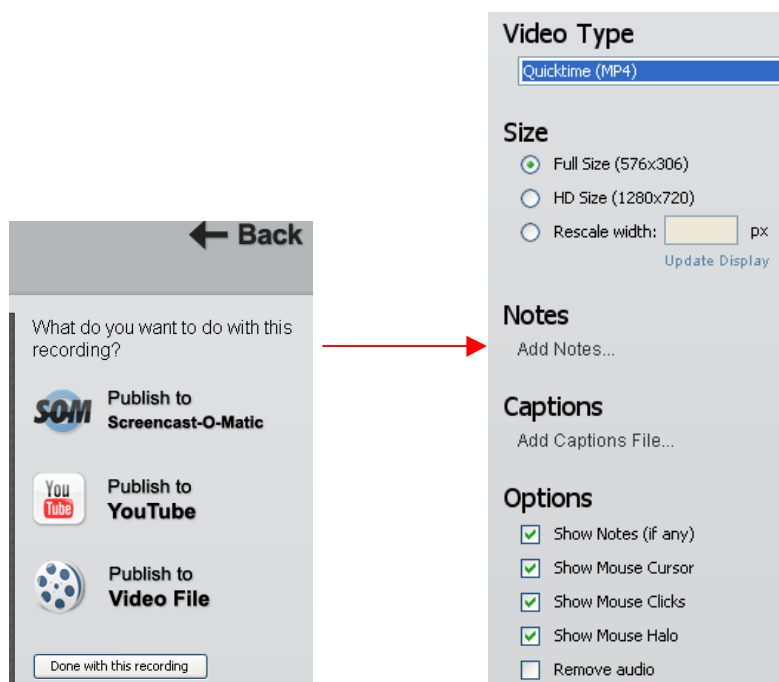 Back
What do you want to do with this
recording?
SOM
Publish to
Screencast-O-Matic
You
Tube
Publish to
YouTube
Publish to
Video File
Done with this recording
Video Type
Quicktime (MP4)
Size
Full Size (576x306)
HD Size (1280x720)
Rescale width: px
Update Display
Notes
Add Notes...
Captions
Add Captions File...
Options
Show Notes (if any)
Show Mouse Cursor
Show Mouse Clicks
Show Mouse Halo
Remove audio